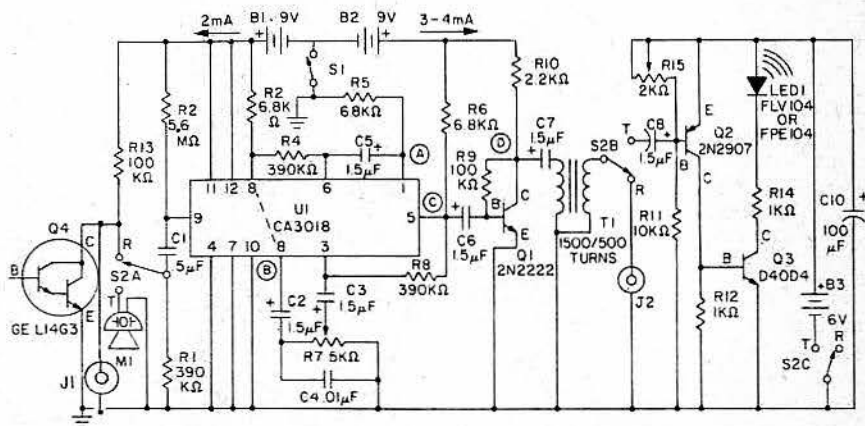 2mA
B1. 9V
B2
9V
3-4mA
+
+
S1
R10
2.2KΩ
R15
2KΩ
LED1
FLV104
OR
FPE104
R2
5.6
MΩ
R2
6.8K
Ω
R5
68KΩ
R6
6.8KΩ
R13
100
KΩ
R4
390KΩ
C5
1.5µF
+
A
D
C7
+
1.5µF
S2B
T
R
C8
+
1.5µF
B
E
C
Q2
2N2907
R9
100
KΩ
11
12
8
6
1
U1
CA3018
9
5
C
4
7
10
8
3
B
+
C6
1.5µF
B
C
E
Q1
2N2222
T1
1500/500
TURNS
R11
10KΩ
R14
1KΩ
C10
100
µF
+
Q4
C
B
E
GE L14G3
R
S2A
T
C1
.5µF
M1
J1
R1
390
KΩ
+
C2
1.5µF
C3
1.5µF
+
R8
390KΩ
R7 5KΩ
C4.01µF
J2
B
C
E
Q3
D40D4
R12
1KΩ
+
B3
6V
T
R
S2C